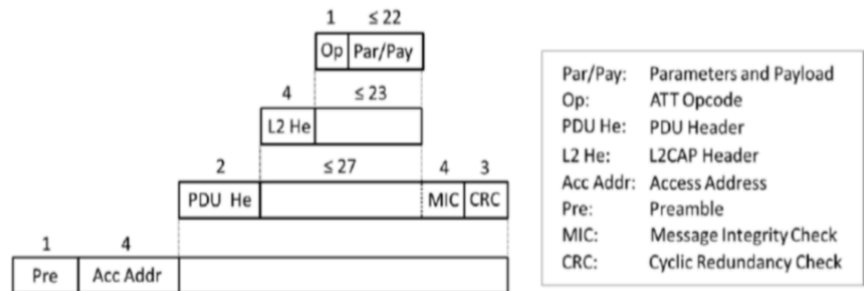 1 ≤ 22
Op Par/Pay
4 ≤ 23
L2 He
2 ≤ 27 4 3
PDU He MIC CRC
1 4
Pre Acc Addr
Par/Pay: Parameters and Payload
Op: ATT Opcode
PDU He: PDU Header
L2 He: L2CAP Header
Acc Addr: Access Address
Pre: Preamble
MIC: Message Integrity Check
CRC: Cyclic Redundancy Check